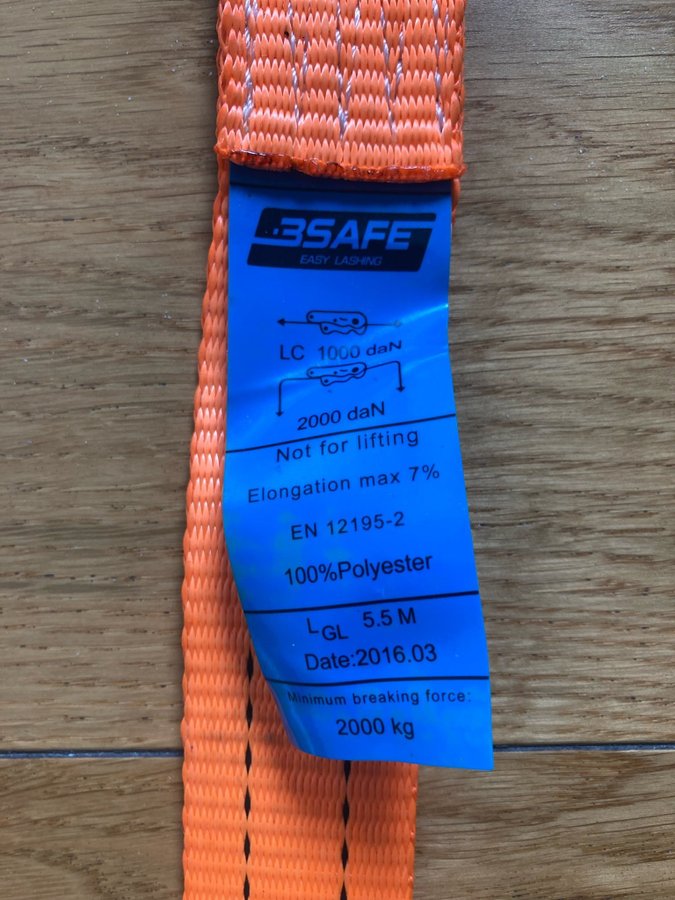 BSAFE
EASY LASHING
LC 1000 daN
2000 daN
Not for lifting
Elongation max 7%
EN 12195-2
100%Polyester
LGL 5.5 M
Date:2016.03
Minimum breaking force:
2000 kg